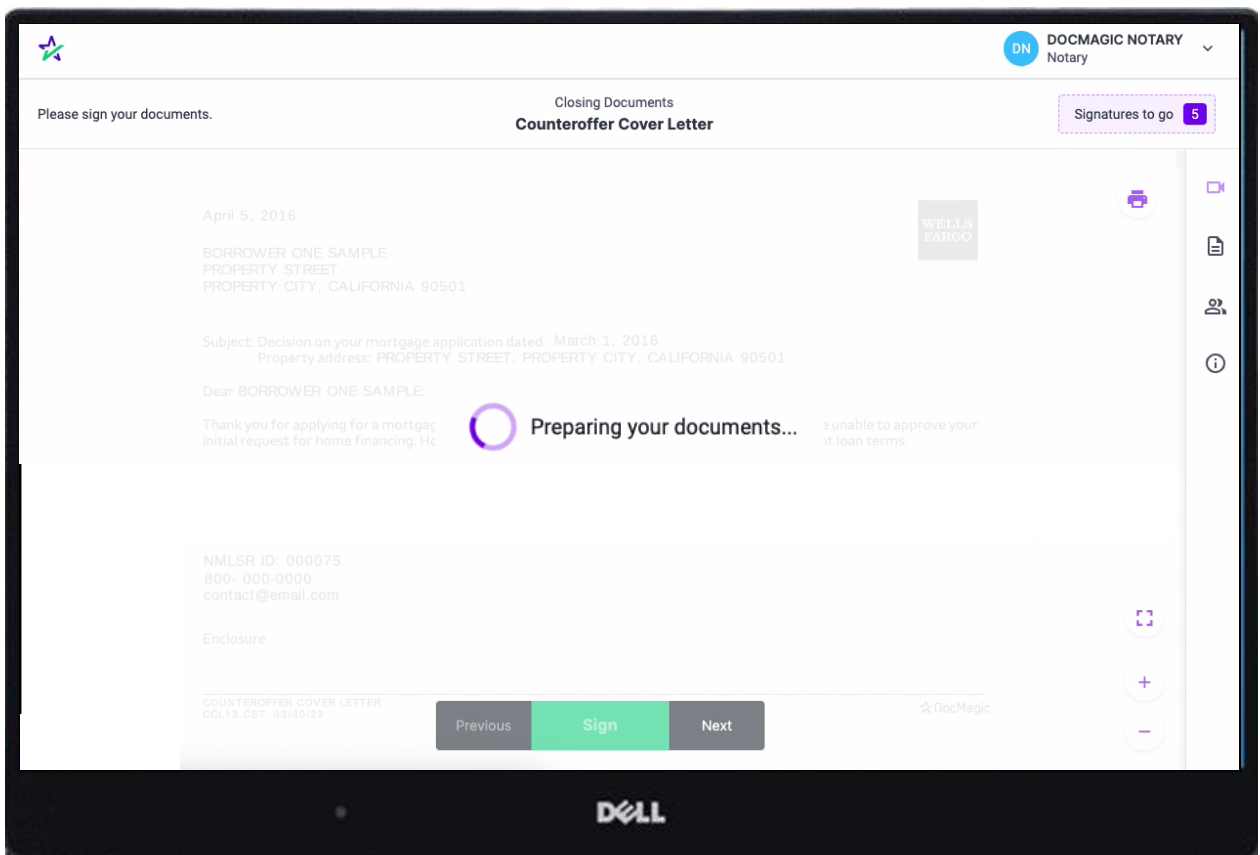 DN
DOCMAGIC NOTARY
Notary
Please sign your documents.
Closing Documents
Counteroffer Cover Letter
Signatures to go 5
April 5, 2016
WELLS
FARGO
BORROWER ONE SAMPLE
PROPERTY STREET
PROPERTY CITY, CALIFORNIA 90501
Subject: Decision on your mortgage application dated March 1, 2016
Property address: PROPERTY STREET, PROPERTY CITY, CALIFORNIA 90501
Dear BORROWER ONE SAMPLE:
Thank you for applying for a mortgag
unable to approve your
initial request for home financing.
loan terms.
Preparing your documents...
NMLSR ID: 000075
800- 000-0000
contact@email.com
Enclosure
COUNTEROFFER COVER LETTER
CCL13.CST 03/30/22
DocMagic
Previous
Sign
Next
DELL